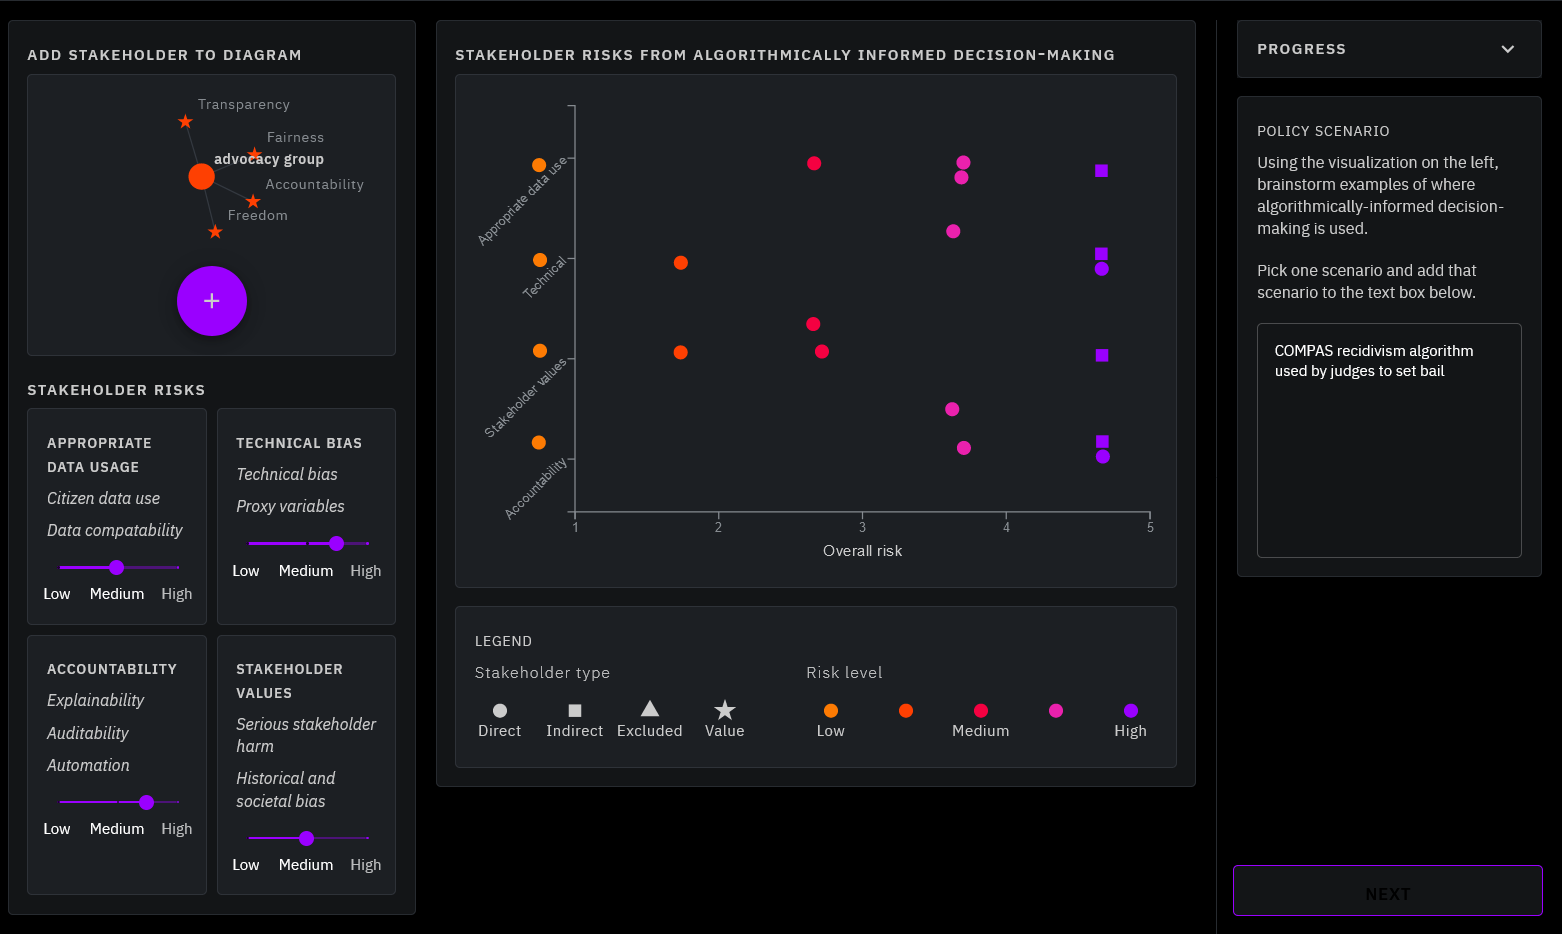 ADD STAKEHOLDER TO DIAGRAM
Transparency
Fairness
advocacy group
Accountability
Freedom
+
STAKEHOLDER RISKS
APPROPRIATE
DATA USAGE
Citizen data use
Data compatability
Low Medium High
TECHNICAL BIAS
Technical bias
Proxy variables
Low Medium High
ACCOUNTABILITY
Explainability
Auditability
Automation
Low Medium High
STAKEHOLDER
VALUES
Serious stakeholder
harm
Historical and
societal bias
Low Medium High
STAKEHOLDER RISKS FROM ALGORITHMICALLY INFORMED DECISION-MAKING
Appropriate data use
Technical
Stakeholder values
Accountability
1 2 3 4 5
Overall risk
LEGEND
Stakeholder type
Direct Indirect Excluded Value
Risk level
Low Medium High
PROGRESS
POLICY SCENARIO
Using the visualization on the left,
brainstorm examples of where
algorithmically-informed decision-
making is used.
Pick one scenario and add that
scenario to the text box below.
COMPAS recidivism algorithm
used by judges to set bail
NEXT